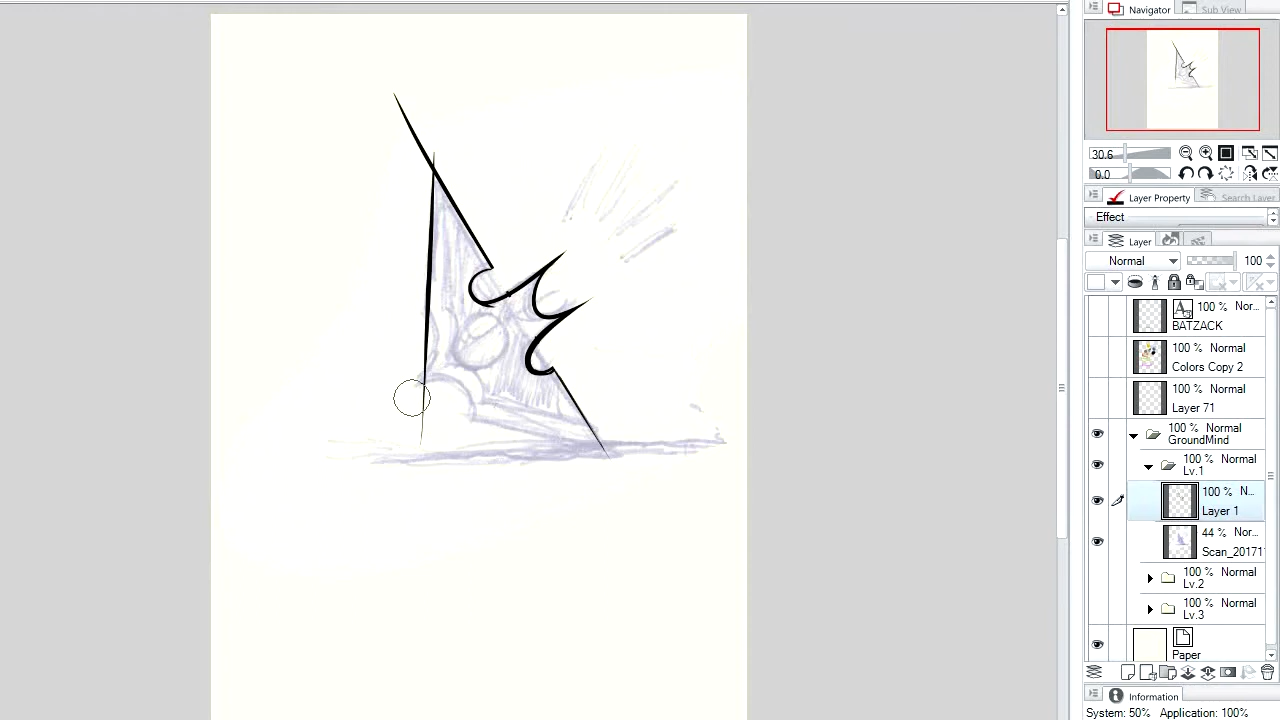 Navigator
Sub View
30.6
0.0
Layer Property
Search Layer
Effect
Layer
Normal 100
100 % Nor...
BATZACK
100 % Normal
Colors Copy 2
100 % Normal
Layer 71
100 % Normal
GroundMind
100 % Normal
Lv.1
100 % N...
Layer 1
44 % Nor...
Scan_20171
100 % Normal
Lv.2
100 % Normal
Lv.3
Paper
Information
System: 50% Application: 100%